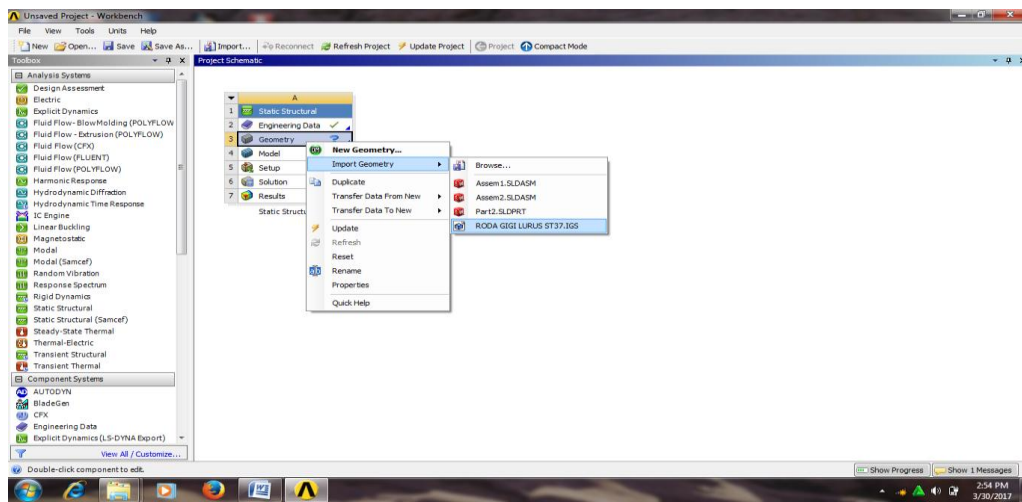 Unsaved Project - Workbench
File View Tools Units Help
New Open... Save Save As... Import... Reconnect Refresh Project Update Project Project Compact Mode
Toolbox
Project Schematic
Analysis Systems
Design Assessment
Electric
Explicit Dynamics
Fluid Flow- BlowMolding (POLYFLOW
Fluid Flow - Extrusion (POLYFLOW)
Fluid Flow (CFX)
Fluid Flow (FLUENT)
Fluid Flow (POLYFLOW)
Harmonic Response
Hydrodynamic Diffraction
Hydrodynamic Time Response
IC Engine
Linear Buckling
Magnetostatic
Modal
Modal (Samcef)
Random Vibration
Response Spectrum
Rigid Dynamics
Static Structural
Static Structural (Samcef)
Steady-State Thermal
Thermal-Electric
Transient Structural
Transient Thermal
Component Systems
AUTODYN
BladeGen
CFX
Engineering Data
Explicit Dynamics (LS-DYNA Export)
View All / Customize...
A
1 Static Structural
2 Engineering Data
3 Geometry ?
4 Model
5 Setup
6 Solution
7 Results
Static Structu
New Geometry...
Import Geometry
Duplicate
Transfer Data From New
Transfer Data To New
Update
Refresh
Reset
Rename
Properties
Quick Help
Browse...
Assem1.SLDASM
Assem2.SLDASM
Part2.SLDPRT
RODA GIGI LURUS ST37.IGS
Double-click component to edit.
Show Progress Show 1 Messages
2:54 PM
3/30/2017